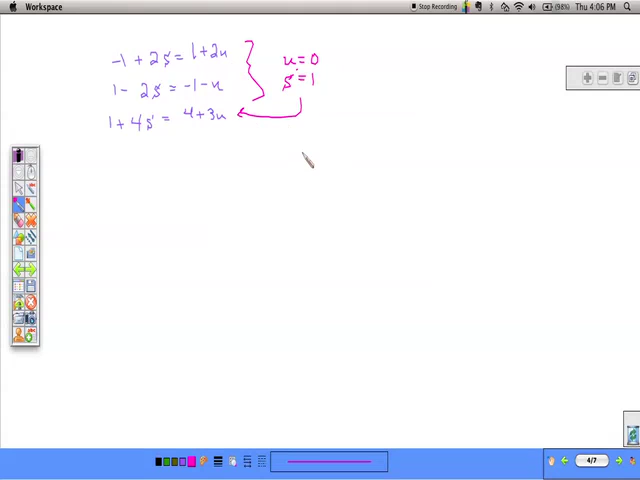 Workspace
Stop Recording
(98%)
Thu 4:06 PM
-1 + 2s = 1 + 2u
1 - 2s = -1 - u
1 + 4s = 4 + 3u
u = 0
s = 1
4/7